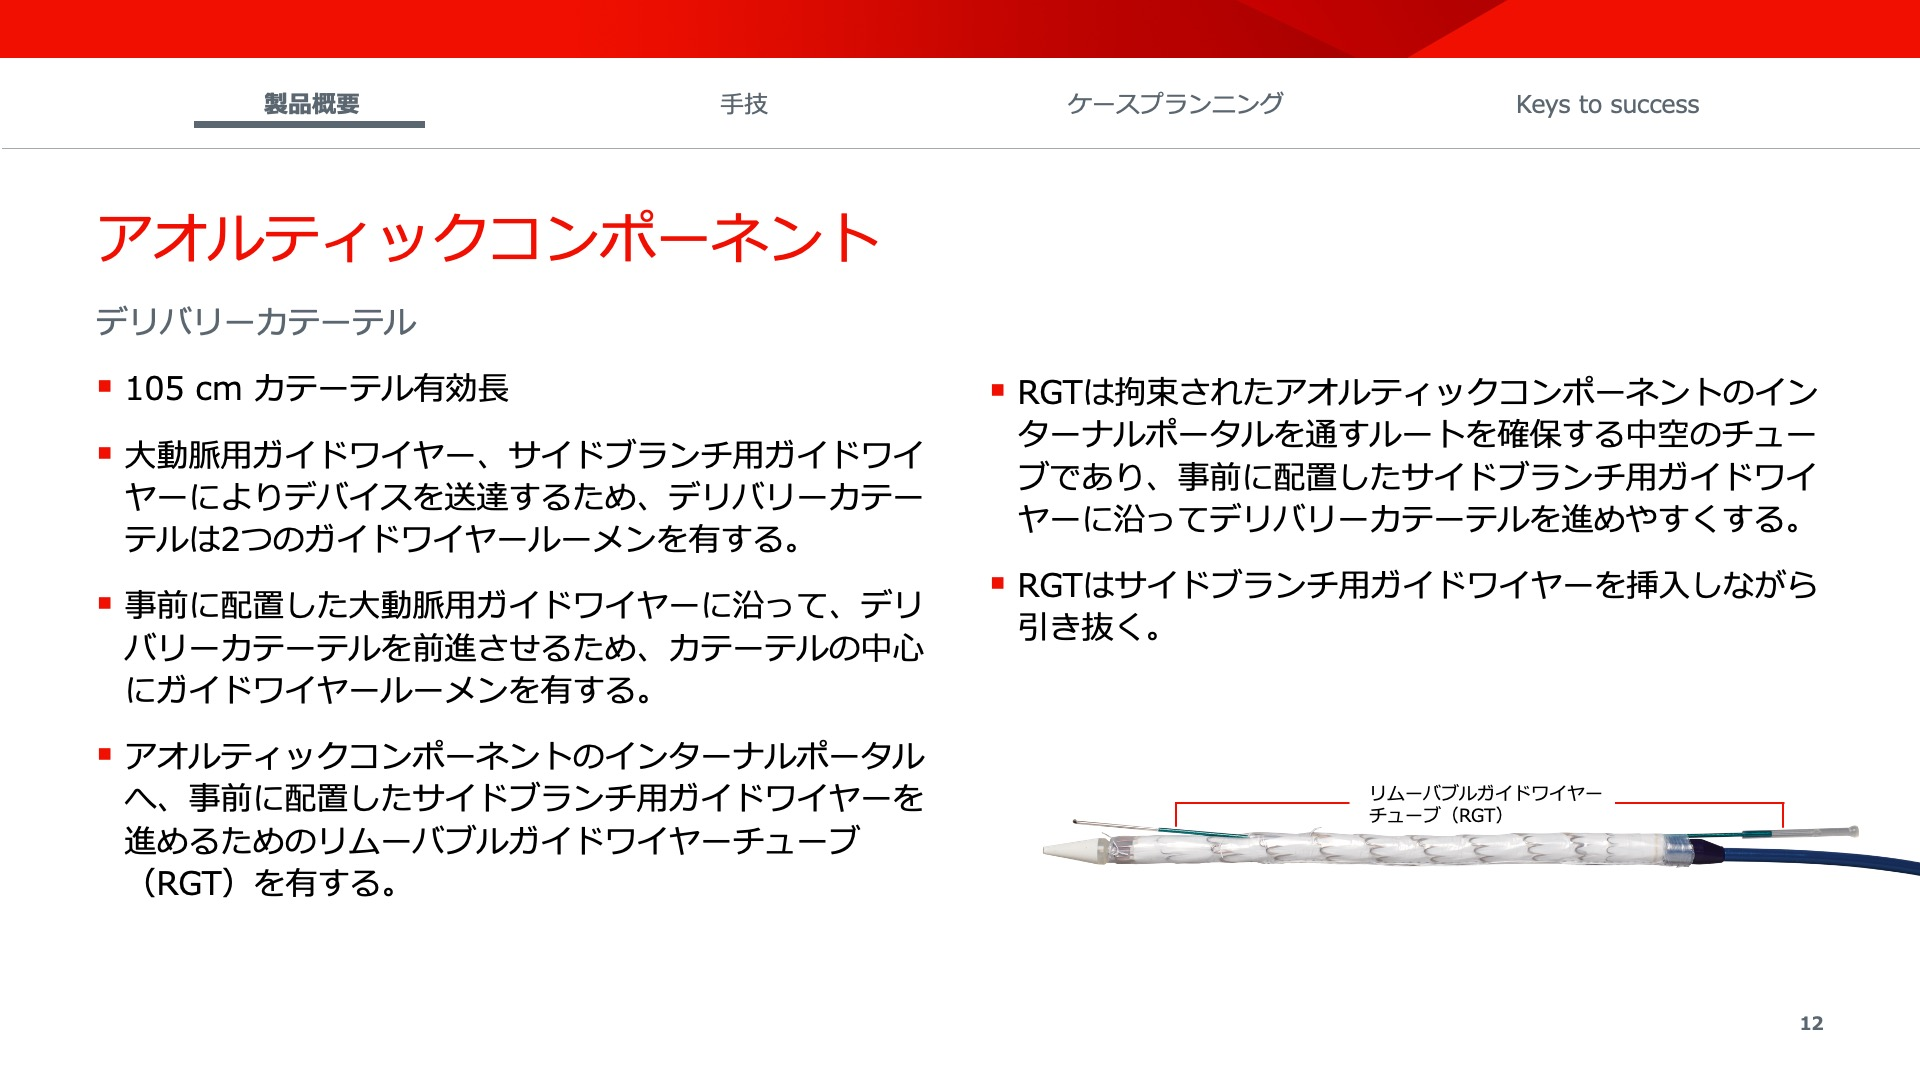 製品概要
手技
ケースプランニング
Keys to success
アオルティックコンポーネント
デリバリーカテーテル
▪ 105 cm カテーテル有効長
▪ 大動脈用ガイドワイヤー、サイドブランチ用ガイドワイ
ヤーによりデバイスを送達するため、デリバリーカテー
テルは2つのガイドワイヤールーメンを有する。
▪ 事前に配置した大動脈用ガイドワイヤーに沿って、デリ
バリーカテーテルを前進させるため、カテーテルの中心
にガイドワイヤールーメンを有する。
▪ アオルティックコンポーネントのインターナルポータル
へ、事前に配置したサイドブランチ用ガイドワイヤーを
進めるためのリムーバブルガイドワイヤーチューブ
（RGT）を有する。
▪ RGTは拘束されたアオルティックコンポーネントのイン
ターナルポータルを通すルートを確保する中空のチュー
ブであり、事前に配置したサイドブランチ用ガイドワイ
ヤーに沿ってデリバリーカテーテルを進めやすくする。
▪ RGTはサイドブランチ用ガイドワイヤーを挿入しながら
引き抜く。
リムーバブルガイドワイヤー
チューブ（RGT）
12